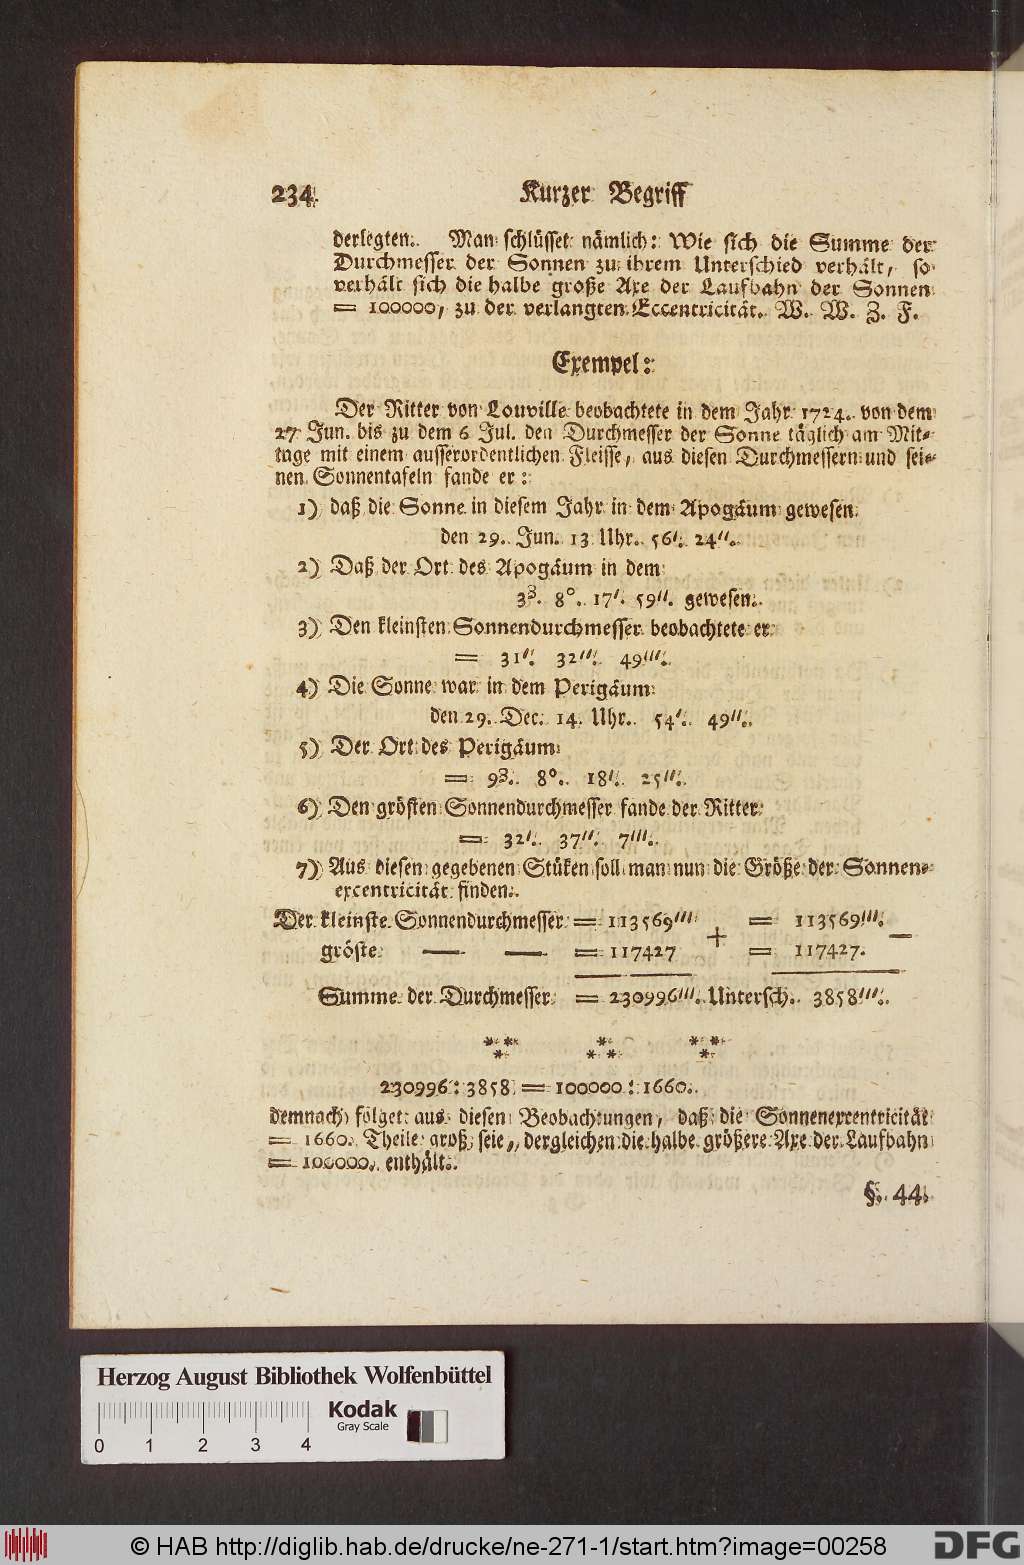 234 Kurzer Begriff
derlegten. Man schlüsset nämlich: Wie sich die Summe der
Durchmesser der Sonnen zu ihrem Unterschied verhält, so
verhält sich die halbe große Axe der Laufbahn der Sonnen
= 100000, zu der verlangten Eccentricität. W. W. Z. F.
Exempel:
Der Ritter von Louville beobachtete in dem Jahr 1724. von dem
27 Jun. bis zu dem 6 Jul. den Durchmesser der Sonne täglich am Mit-
tage mit einem ausserordentlichen Fleisse, aus diesen Durchmessern und sei-
nen Sonnentafeln fande er:
1) daß die Sonne in diesem Jahr in dem Apogäum gewesen
den 29. Jun. 13 Uhr. 56′. 24″.
2) Daß der Ort des Apogäum in dem
3 8°. 17′. 59″. gewesen.
3) Den kleinsten Sonnendurchmesser beobachtete er
= 31″. 32‴. 49‴.
4) Die Sonne war in dem Perigäum
den 29. Dec. 14. Uhr. 54′. 49″.
5) Der Ort des Perigäum
= 9 8°. 18′. 25″.
6) Den grösten Sonnendurchmesser fande der Ritter
= 32′. 37″. 7‴.
7) Aus diesen gegebenen Stüken soll man nun die Größe der Sonnen-
excentricität finden.
Der kleinste Sonnendurchmesser = 113569‴ = 113569‴.
+ −
gröste — — = 117427 = 117427.
Summe der Durchmesser = 230996‴. Untersch. 3858‴.
*** *** ***
230996 : 3858 = 100000 : 1660.
demnach folget aus diesen Beobachtungen, daß die Sonnenexcentricität
= 1660. Theile groß seie, dergleichen die halbe größere Axe der Laufbahn
= 100000. enthält.
§. 44.
Herzog August Bibliothek Wolfenbüttel
Kodak
Gray Scale
0 1 2 3 4
© HAB http://diglib.hab.de/drucke/ne-271-1/start.htm?image=00258
DFG